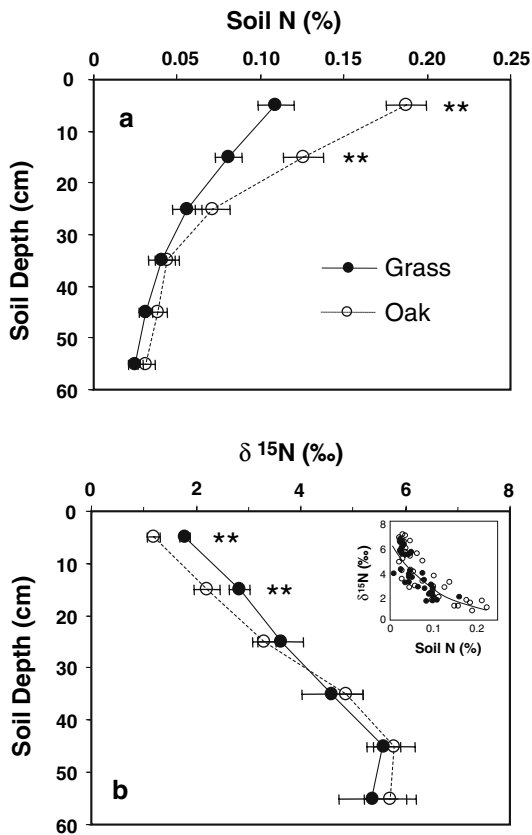 Soil N (%)
0 0.05 0.10 0.15 0.20 0.25
0
10
20
30
40
50
60
Soil Depth (cm)
a
**
**
Grass
Oak
δ 15N (‰)
0 2 4 6 8
0
10
20
30
40
50
60
Soil Depth (cm)
b
**
**
8
6
4
2
0
δ15N (‰)
0 0.1 0.2
Soil N (%)